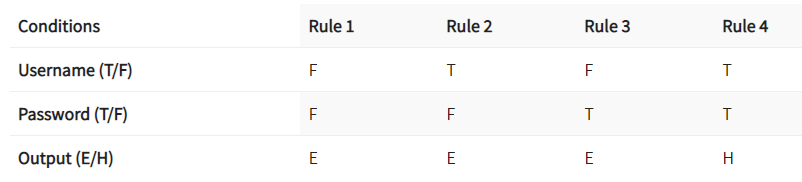 Conditions Rule 1 Rule 2 Rule 3 Rule 4
Username (T/F) F T F T
Password (T/F) F F T T
Output (E/H) E E E H